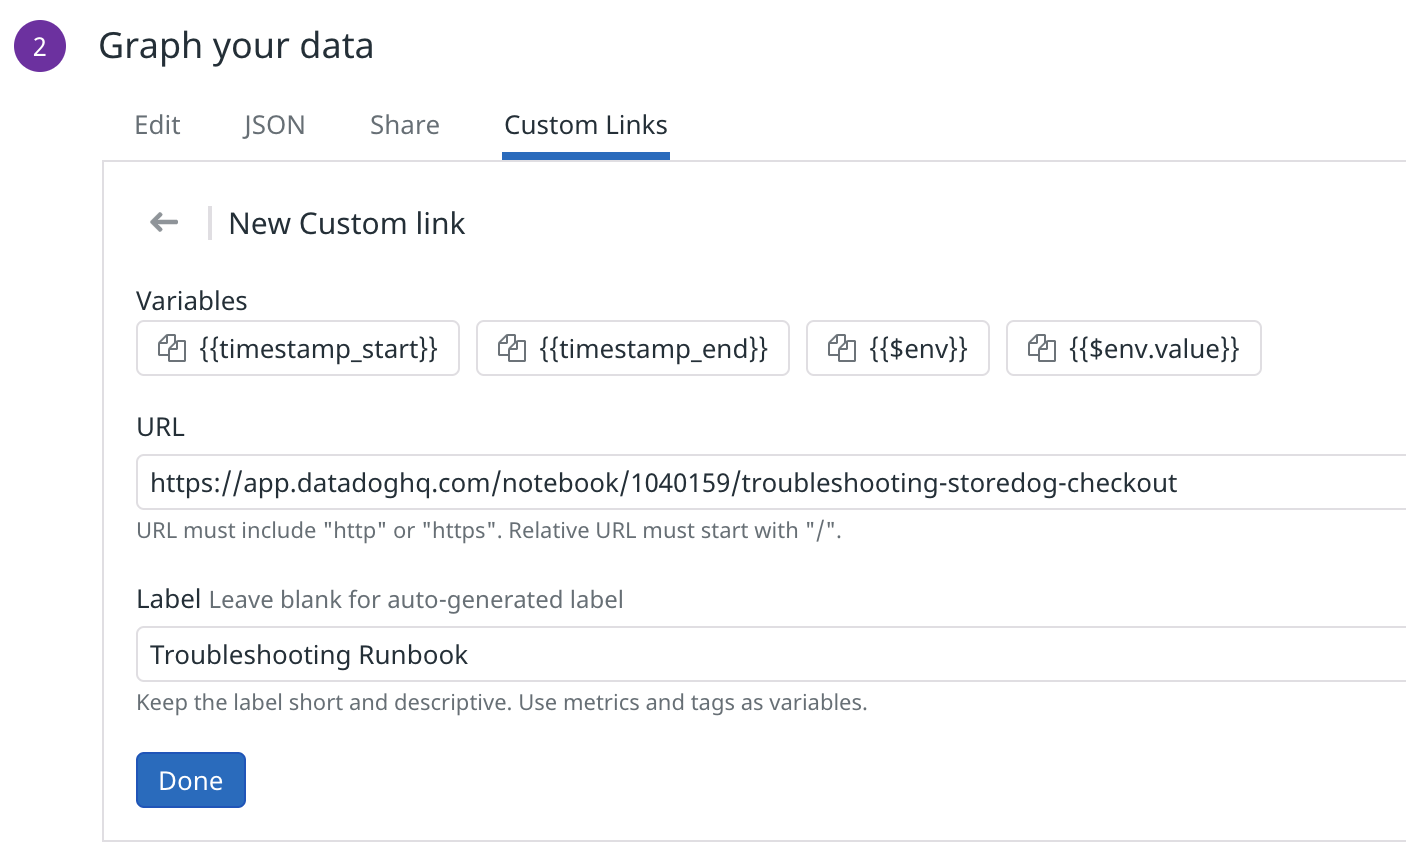 2 Graph your data
Edit JSON Share Custom Links
New Custom link
Variables
{{timestamp_start}} {{timestamp_end}} {{$env}} {{$env.value}}
URL
https://app.datadoghq.com/notebook/1040159/troubleshooting-storedog-checkout
URL must include "http" or "https". Relative URL must start with "/".
Label Leave blank for auto-generated label
Troubleshooting Runbook
Keep the label short and descriptive. Use metrics and tags as variables.
Done